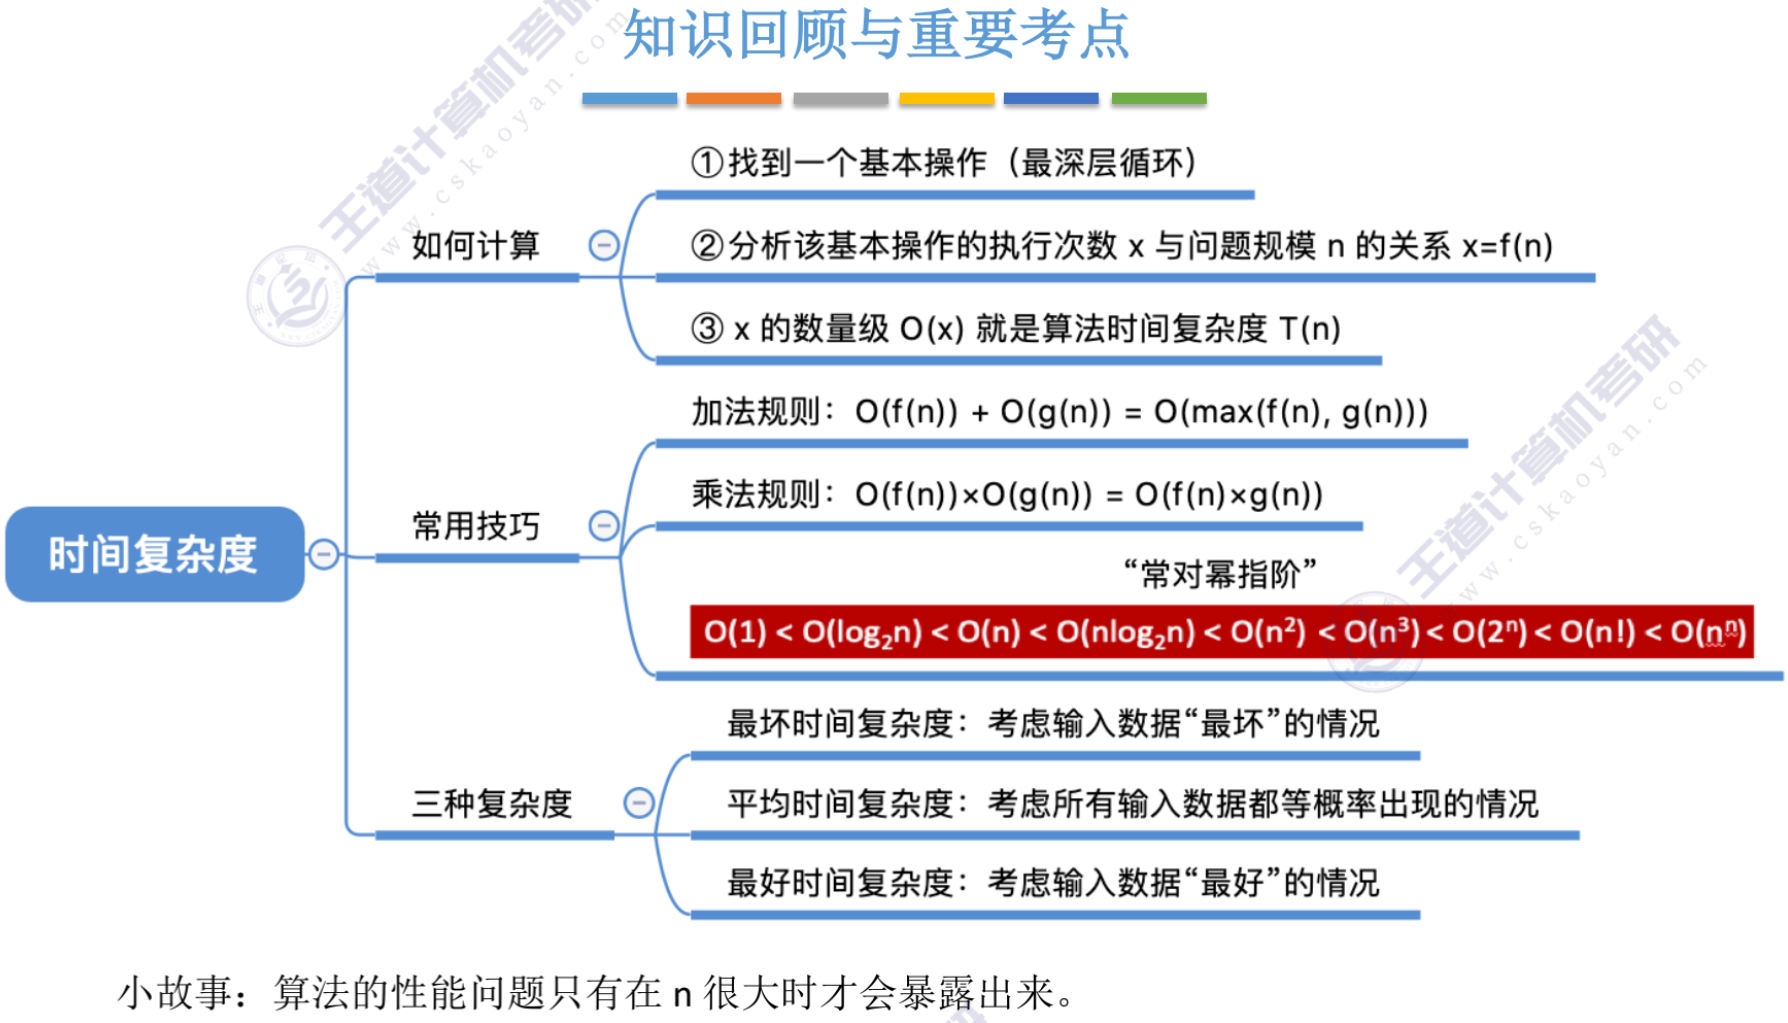 知识回顾与重要考点
①找到一个基本操作（最深层循环）
如何计算
②分析该基本操作的执行次数 x 与问题规模 n 的关系 x=f(n)
③ x 的数量级 O(x) 就是算法时间复杂度 T(n)
加法规则：O(f(n)) + O(g(n)) = O(max(f(n), g(n)))
乘法规则：O(f(n))×O(g(n)) = O(f(n)×g(n))
常用技巧
时间复杂度
“常对幂指阶”
O(1) < O(log₂n) < O(n) < O(nlog₂n) < O(n²) < O(n³) < O(2ⁿ) < O(n!) < O(nⁿ)
最坏时间复杂度：考虑输入数据“最坏”的情况
三种复杂度
平均时间复杂度：考虑所有输入数据都等概率出现的情况
最好时间复杂度：考虑输入数据“最好”的情况
小故事：算法的性能问题只有在 n 很大时才会暴露出来。
王道计算机考研
www.cskaoyan.com
王道计算机考研
www.cskaoyan.com